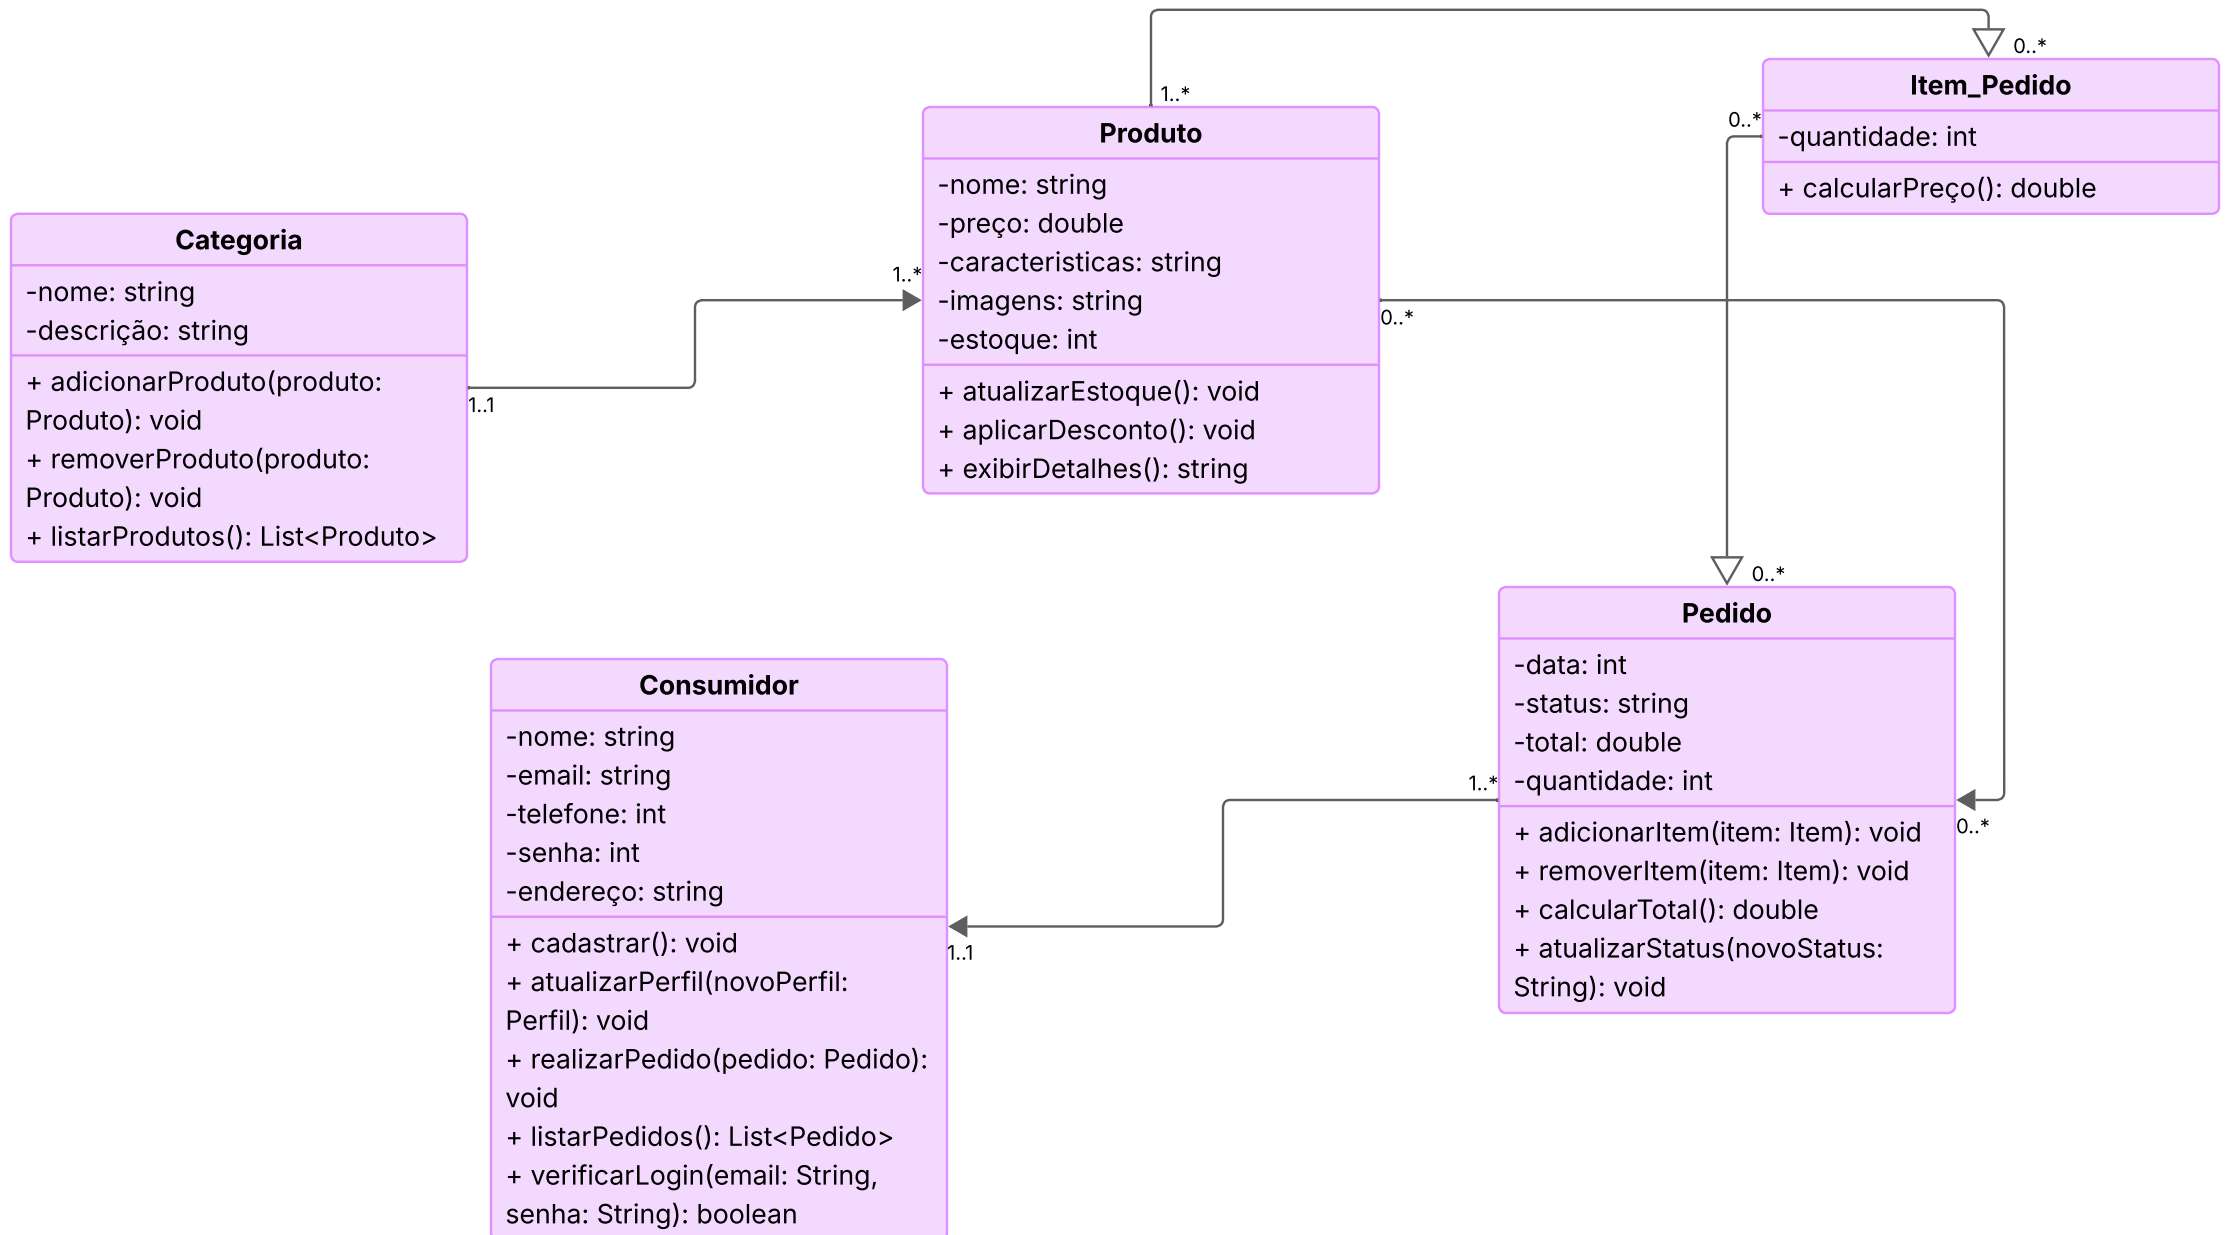 0..*
Item_Pedido
0..*
-quantidade: int
+ calcularPreço(): double
1..*
Produto
-nome: string
-preço: double
-caracteristicas: string
-imagens: string
-estoque: int
+ atualizarEstoque(): void
+ aplicarDesconto(): void
+ exibirDetalhes(): string
1..*
0..*
Categoria
-nome: string
-descrição: string
+ adicionarProduto(produto:
Produto): void
+ removerProduto(produto:
Produto): void
+ listarProdutos(): List<Produto>
1..1
0..*
Pedido
-data: int
-status: string
-total: double
-quantidade: int
+ adicionarItem(item: Item): void
+ removerItem(item: Item): void
+ calcularTotal(): double
+ atualizarStatus(novoStatus:
String): void
1..*
0..*
Consumidor
-nome: string
-email: string
-telefone: int
-senha: int
-endereço: string
+ cadastrar(): void
+ atualizarPerfil(novoPerfil:
Perfil): void
+ realizarPedido(pedido: Pedido):
void
+ listarPedidos(): List<Pedido>
+ verificarLogin(email: String,
senha: String): boolean
1..1